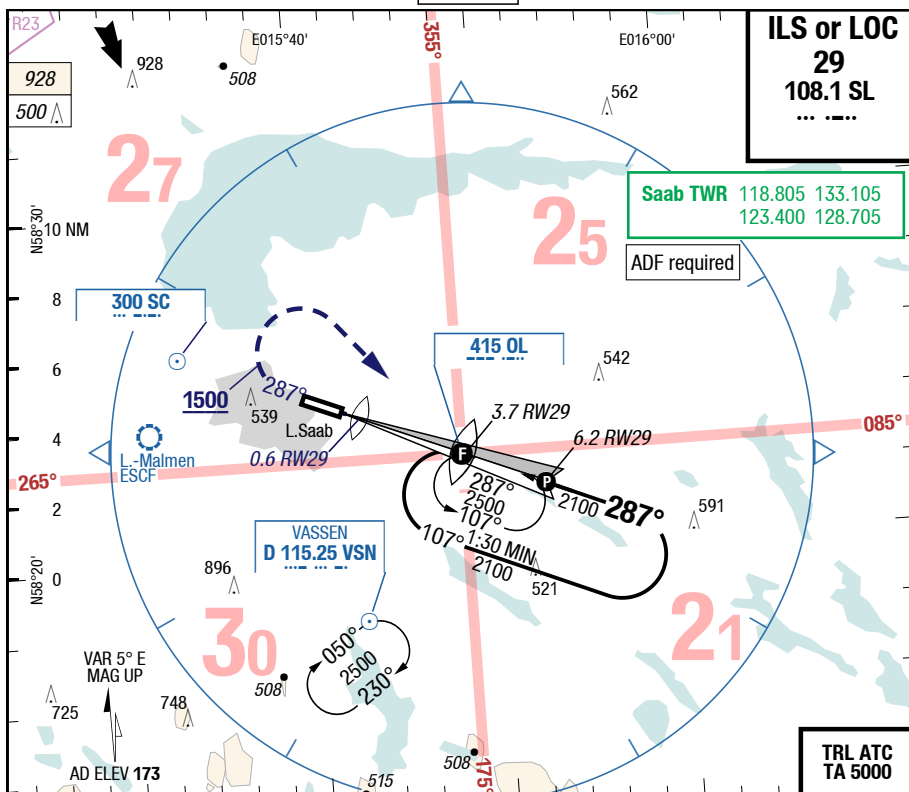 R23
E015°40'
355°
E016°00'
ILS or LOC
29
108.1 SL
928
928
508
562
500
27
25
Saab TWR 118.805 133.105
123.400 128.705
ADF required
N58°30'
10 NM
8
300 SC
6
415 OL
542
1500
287°
539
L.Saab
3.7 RW29
0.6 RW29
6.2 RW29
085°
4
L.-Malmen
ESCF
F
P
265°
287°
2500
107°
2100
287°
591
2
107°
1:30 MIN
2100
VASSEN
D 115.25 VSN
896
521
N58°20'
0
30
21
050°
2500
230°
VAR 5° E
MAG UP
508
725
748
AD ELEV 173
515
508
175°
TRL ATC
TA 5000